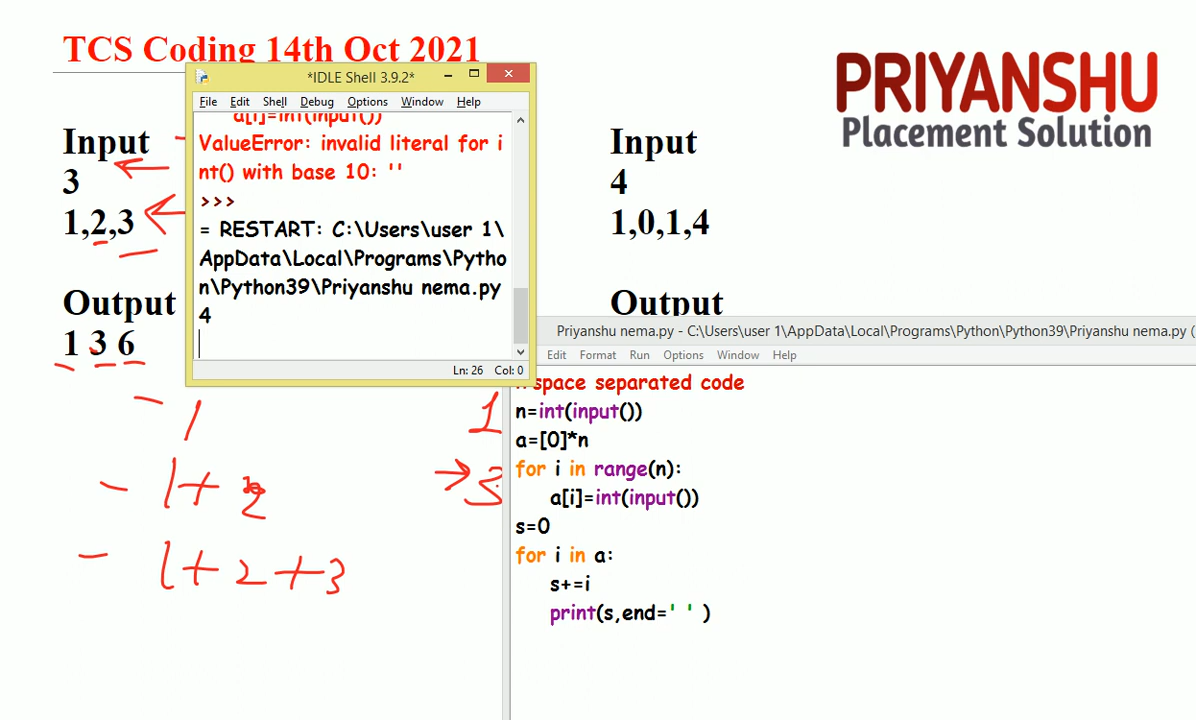 TCS Coding 14th Oct 2021
PRIYANSHU
Placement Solution
Input
3
1,2,3
Output
1 3 6
1
1+2
1+2+3
1
3
*IDLE Shell 3.9.2*
File Edit Shell Debug Options Window Help
a[i]=int(input())
ValueError: invalid literal for i
nt() with base 10: ''
>>>
= RESTART: C:\Users\user 1\
AppData\Local\Programs\Pytho
n\Python39\Priyanshu nema.py
4
Ln: 26 Col: 0
Input
4
1,0,1,4
Output
Priyanshu nema.py - C:\Users\user 1\AppData\Local\Programs\Python\Python39\Priyanshu nema.py (
Edit Format Run Options Window Help
space separated code
n=int(input())
a=[0]*n
for i in range(n):
a[i]=int(input())
s=0
for i in a:
s+=i
print(s,end=' ' )